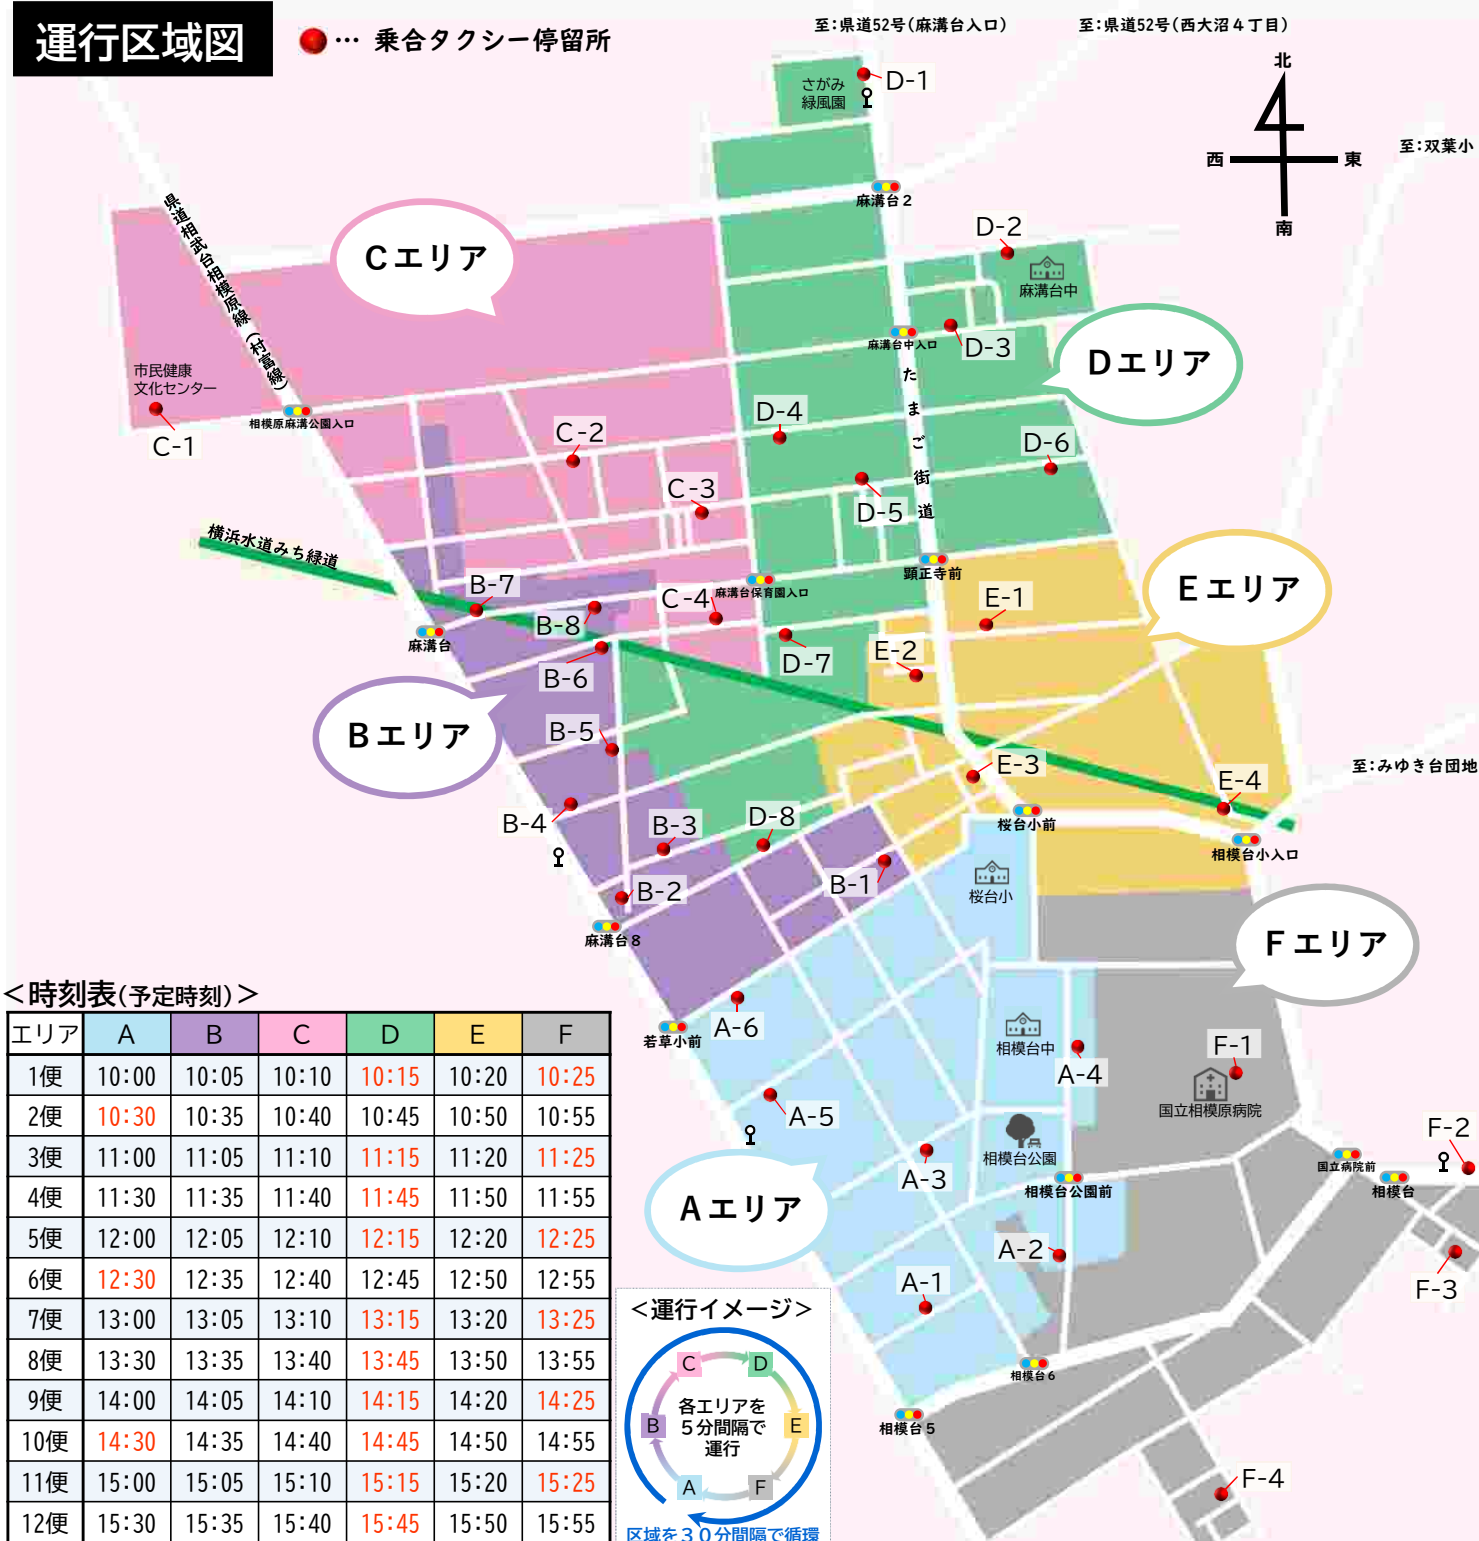 運行区域図
… 乗合タクシー停留所
至:県道52号(麻溝台入口)
至:県道52号(西大沼４丁目)
北
西
東
南
至:双葉小
さがみ
緑風園
D-1
麻溝台２
D-2
麻溝台中
県道相武台相模原線(村富線)
Cエリア
麻溝台中入口
D-3
Dエリア
たまご街道
市民健康
文化センター
C-1
相模原麻溝公園入口
C-2
D-4
D-6
C-3
D-5
横浜水道みち緑道
顕正寺前
Eエリア
B-7
C-4
麻溝台保育園入口
E-1
B-8
麻溝台
B-6
D-7
E-2
Bエリア
B-5
E-3
至:みゆき台団地
E-4
B-4
B-3
D-8
桜台小前
相模台小入口
B-2
B-1
桜台小
麻溝台８
Fエリア
A-6
若草小前
相模台中
A-4
F-1
国立相模原病院
A-5
相模台公園
A-3
相模台公園前
国立病院前
相模台
F-2
Aエリア
A-2
F-3
A-1
相模台６
相模台５
F-4
＜時刻表(予定時刻)＞
エリア A B C D E F
1便 10:00 10:05 10:10 10:15 10:20 10:25
2便 10:30 10:35 10:40 10:45 10:50 10:55
3便 11:00 11:05 11:10 11:15 11:20 11:25
4便 11:30 11:35 11:40 11:45 11:50 11:55
5便 12:00 12:05 12:10 12:15 12:20 12:25
6便 12:30 12:35 12:40 12:45 12:50 12:55
7便 13:00 13:05 13:10 13:15 13:20 13:25
8便 13:30 13:35 13:40 13:45 13:50 13:55
9便 14:00 14:05 14:10 14:15 14:20 14:25
10便 14:30 14:35 14:40 14:45 14:50 14:55
11便 15:00 15:05 15:10 15:15 15:20 15:25
12便 15:30 15:35 15:40 15:45 15:50 15:55
＜運行イメージ＞
C
D
B
E
A
F
各エリアを
５分間隔で
運行
区域を３０分間隔で循環